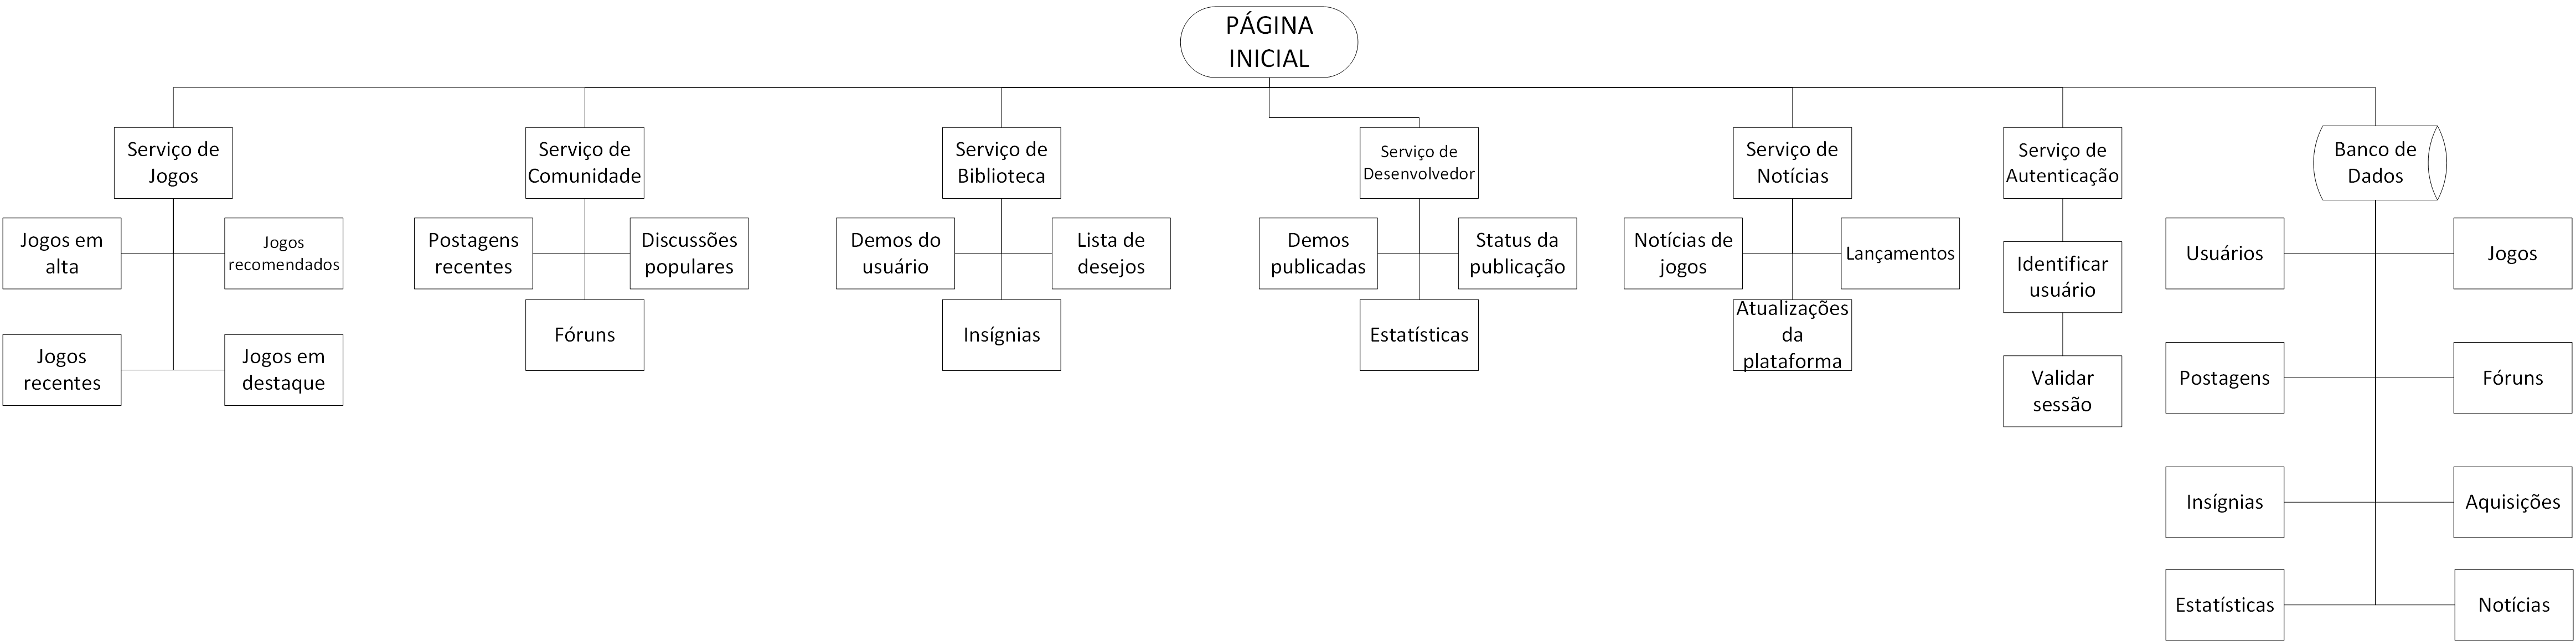 PÁGINA
INICIAL
Serviço de
Jogos
Serviço de
Comunidade
Serviço de
Biblioteca
Serviço de
Desenvolvedor
Serviço de
Notícias
Serviço de
Autenticação
Banco de
Dados
Jogos em
alta
Jogos
recomendados
Jogos
recentes
Jogos em
destaque
Postagens
recentes
Discussões
populares
Fóruns
Demos do
usuário
Lista de
desejos
Insígnias
Demos
publicadas
Status da
publicação
Estatísticas
Notícias de
jogos
Lançamentos
Atualizações
da
plataforma
Identificar
usuário
Validar
sessão
Usuários
Jogos
Postagens
Fóruns
Insígnias
Aquisições
Estatísticas
Notícias